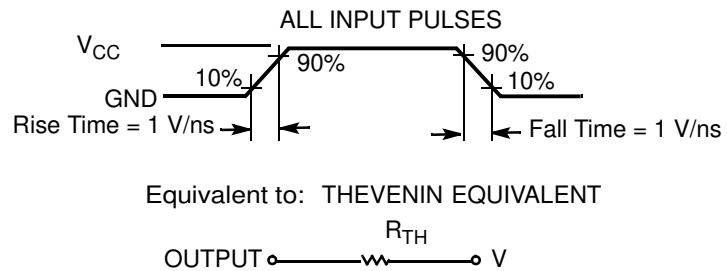 ALL INPUT PULSES
VCC
90%
90%
10%
10%
GND
Rise Time = 1 V/ns
Fall Time = 1 V/ns
Equivalent to: THEVENIN EQUIVALENT
RTH
OUTPUT
V